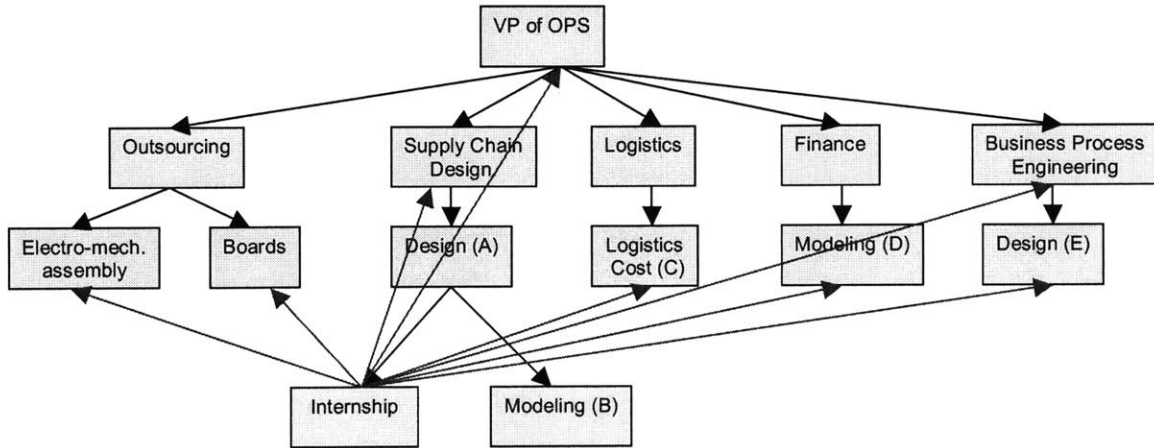 VP of OPS
Outsourcing
Supply Chain
Design
Logistics
Finance
Business Process
Engineering
Electro-mech.
assembly
Boards
Design (A)
Logistics
Cost (C)
Modeling (D)
Design (E)
Internship
Modeling (B)